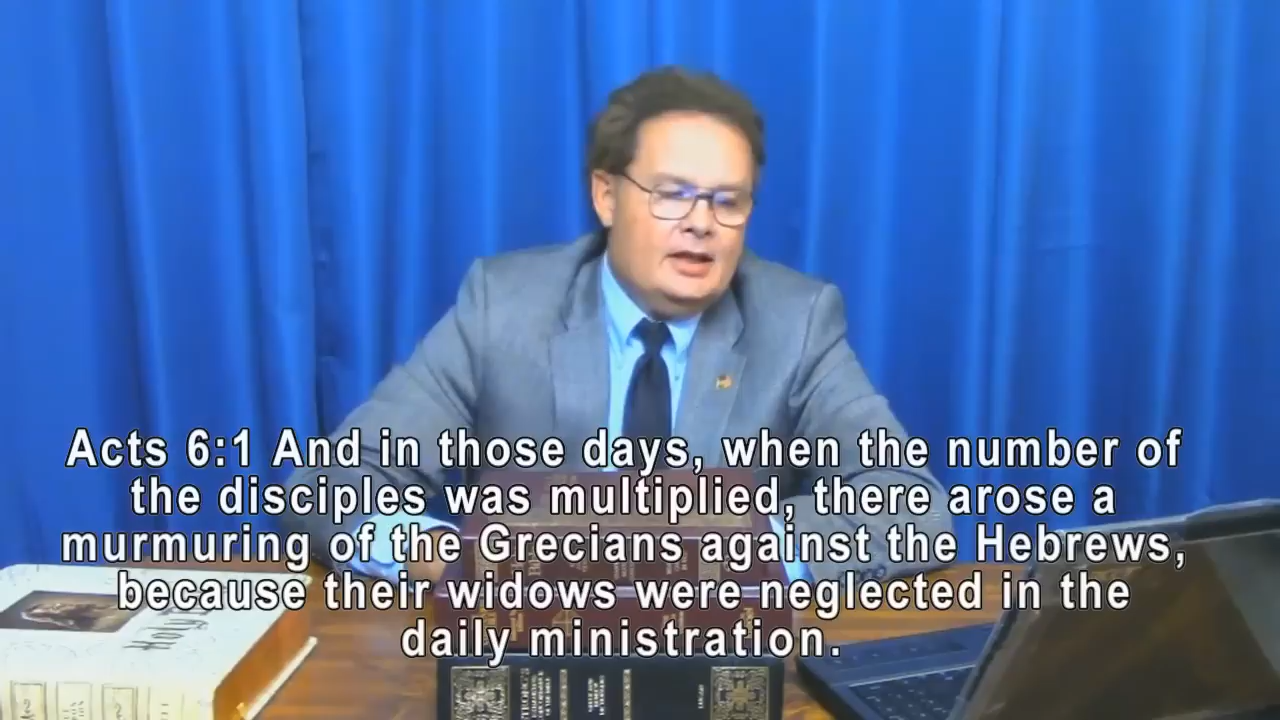 Acts 6:1 And in those days, when the number of
the disciples was multiplied, there arose a
murmuring of the Grecians against the Hebrews,
because their widows were neglected in the
daily ministration.
Holy